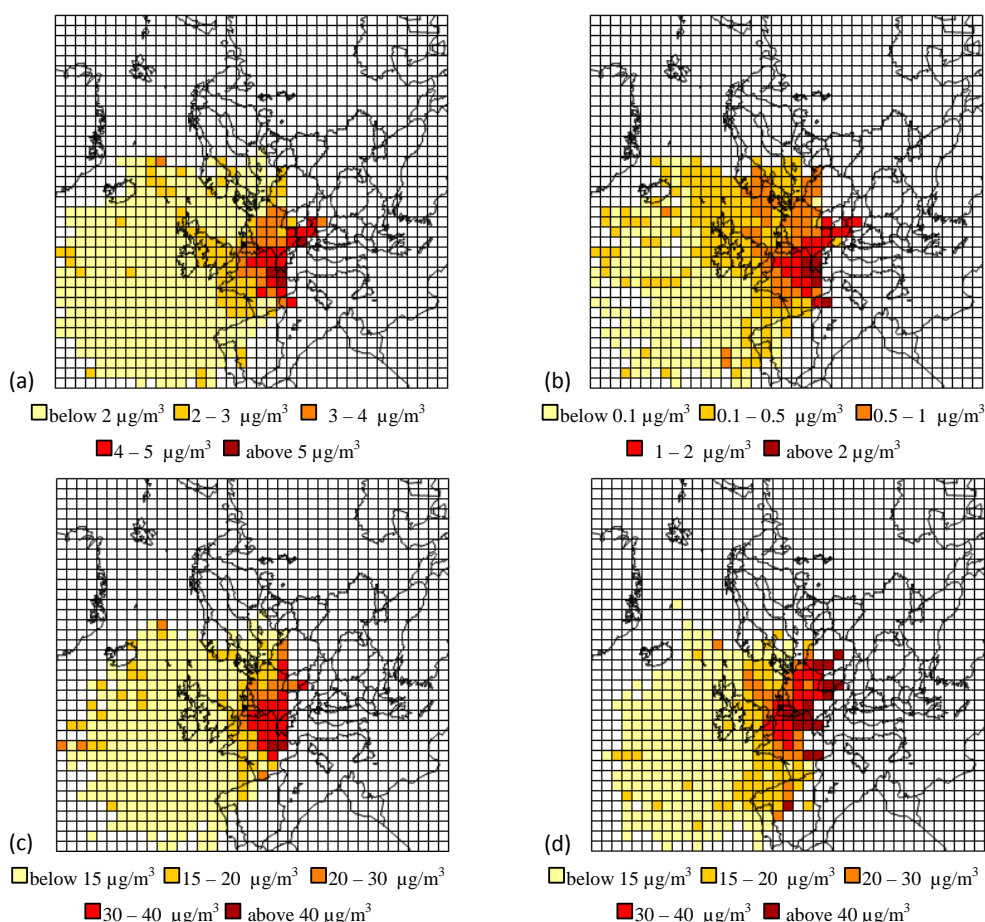 (a) (b)
below 2 µg/m³ 2 – 3 µg/m³ 3 – 4 µg/m³ below 0.1 µg/m³ 0.1 – 0.5 µg/m³ 0.5 – 1 µg/m³
4 – 5 µg/m³ above 5 µg/m³ 1 – 2 µg/m³ above 2 µg/m³
(c) (d)
below 15 µg/m³ 15 – 20 µg/m³ 20 – 30 µg/m³ below 15 µg/m³ 15 – 20 µg/m³ 20 – 30 µg/m³
30 – 40 µg/m³ above 40 µg/m³ 30 – 40 µg/m³ above 40 µg/m³